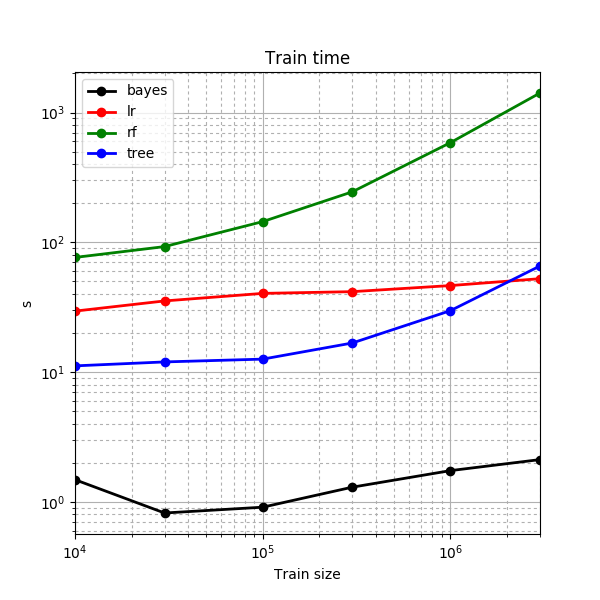 Train time
bayes
lr
rf
tree
s
10³
10²
10¹
10⁰
10⁴ 10⁵ 10⁶
Train size